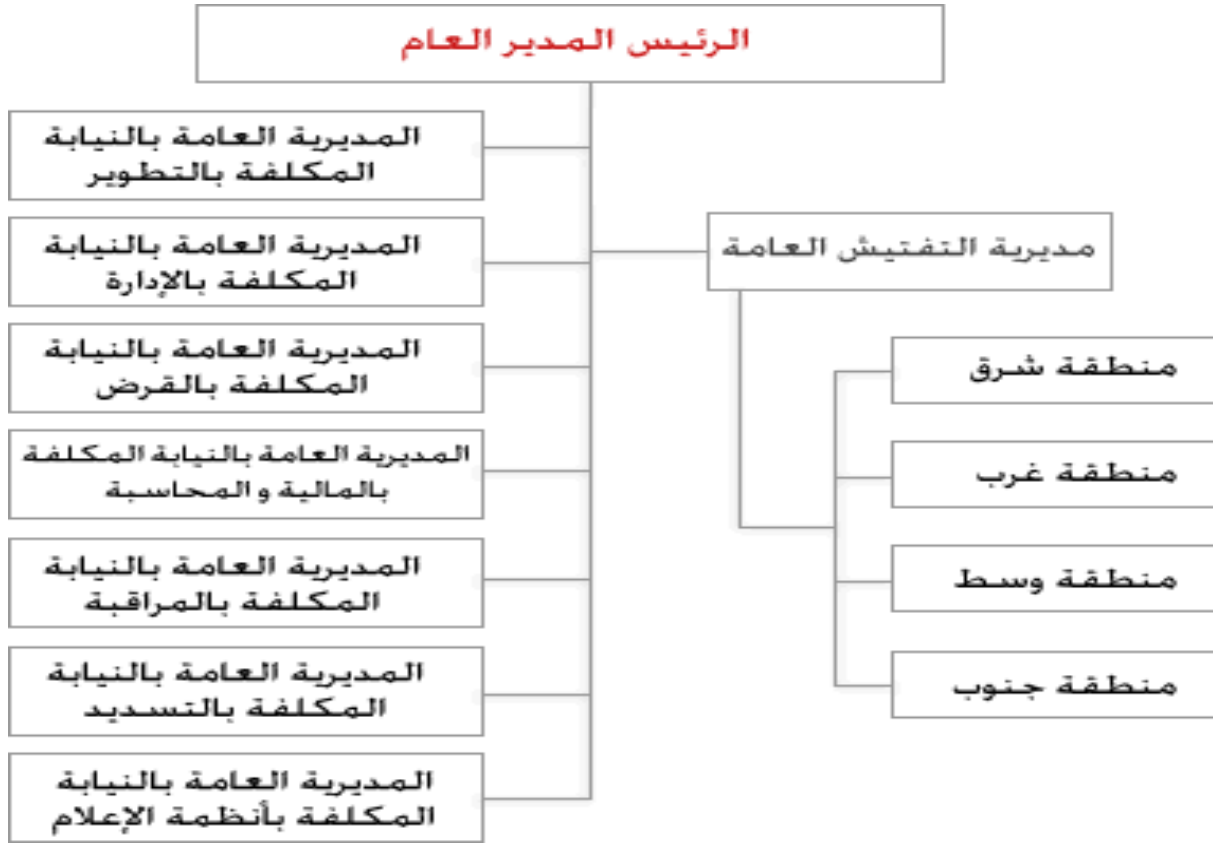 الرئيس المدير العام
المديرية العامة بالنيابة
المكلفة بالتطوير
المديرية العامة بالنيابة
المكلفة بالإدارة
المديرية العامة بالنيابة
المكلفة بالقرض
المديرية العامة بالنيابة المكلفة
بالمالية و المحاسبة
المديرية العامة بالنيابة
المكلفة بالمراقبة
المديرية العامة بالنيابة
المكلفة بالتسديد
المديرية العامة بالنيابة
المكلفة بأنظمة الإعلام
مديرية التفتيش العامة
منطقة شرق
منطقة غرب
منطقة وسط
منطقة جنوب